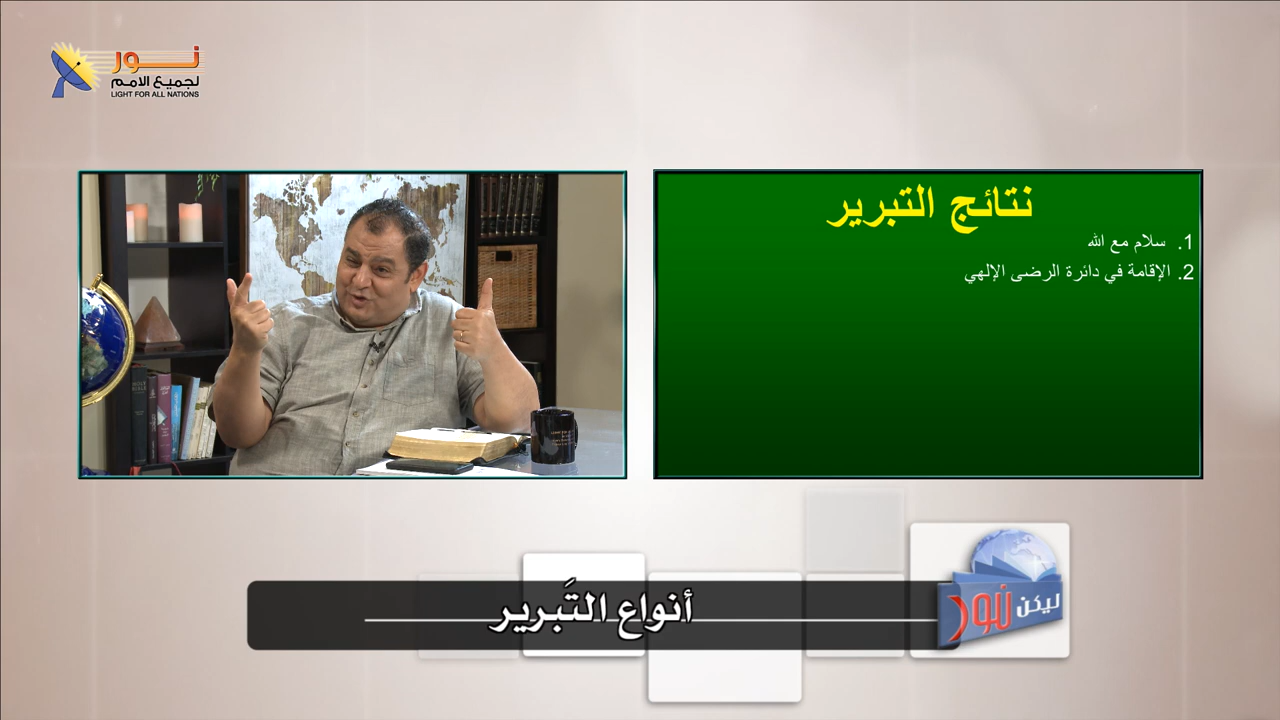 نور
لجميع الامم
LIGHT FOR ALL NATIONS
نتائج التبرير
1. سلام مع الله
2. الإقامة في دائرة الرضى الإلهي
أنواع التَبرير
ليكن نور